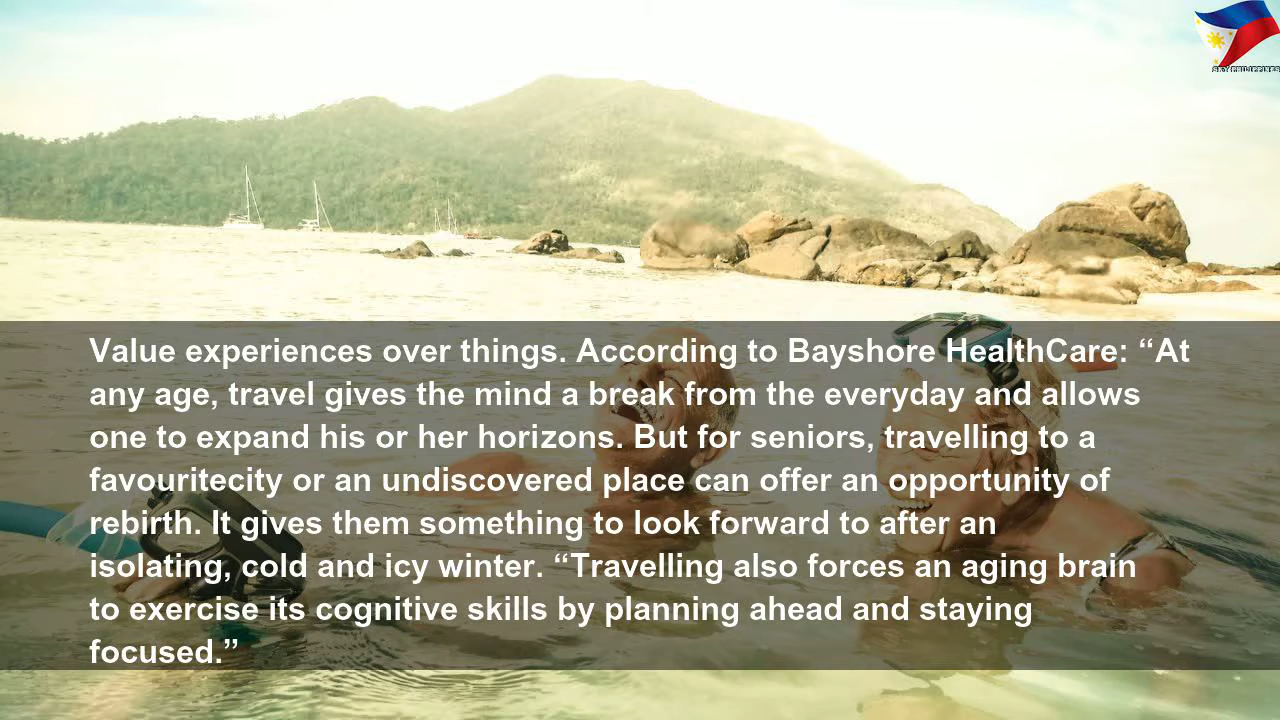 SKY PHILIPPINES
Value experiences over things. According to Bayshore HealthCare: “At
any age, travel gives the mind a break from the everyday and allows
one to expand his or her horizons. But for seniors, travelling to a
favouritecity or an undiscovered place can offer an opportunity of
rebirth. It gives them something to look forward to after an
isolating, cold and icy winter. “Travelling also forces an aging brain
to exercise its cognitive skills by planning ahead and staying
focused.”